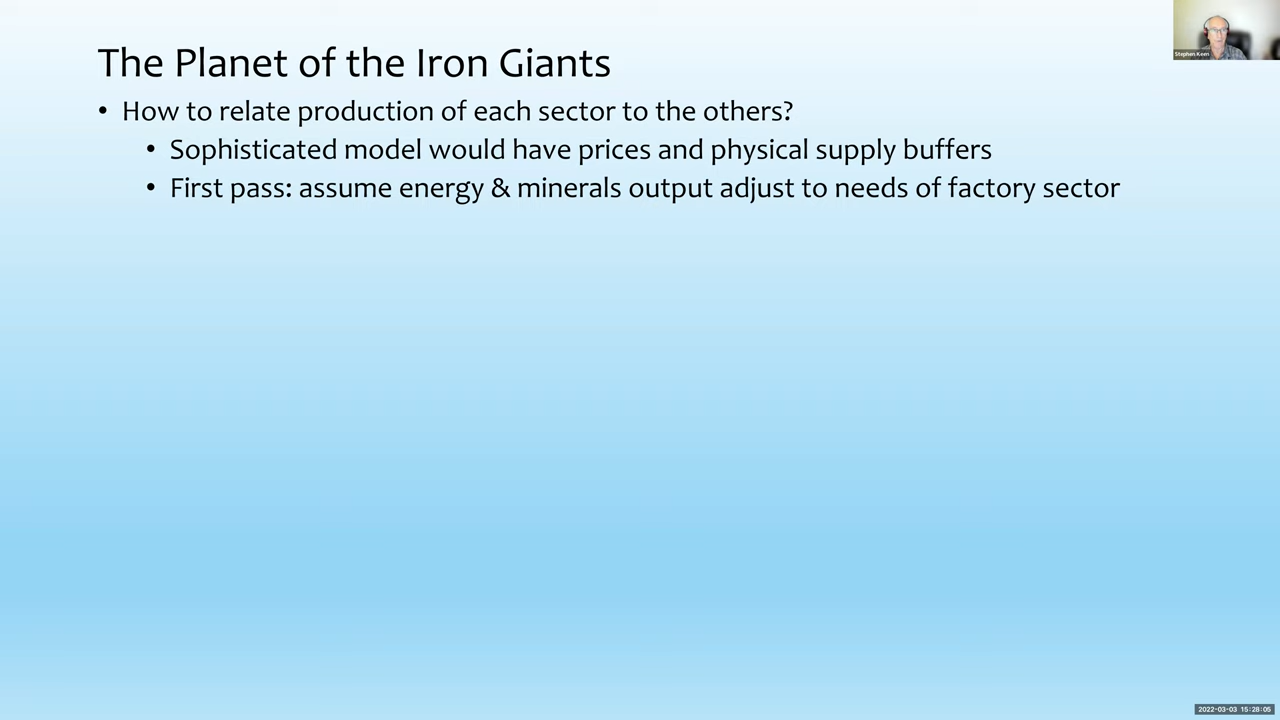 The Planet of the Iron Giants
• How to relate production of each sector to the others?
• Sophisticated model would have prices and physical supply buffers
• First pass: assume energy & minerals output adjust to needs of factory sector
Stephen Keen
2022-03-03 15:28:05